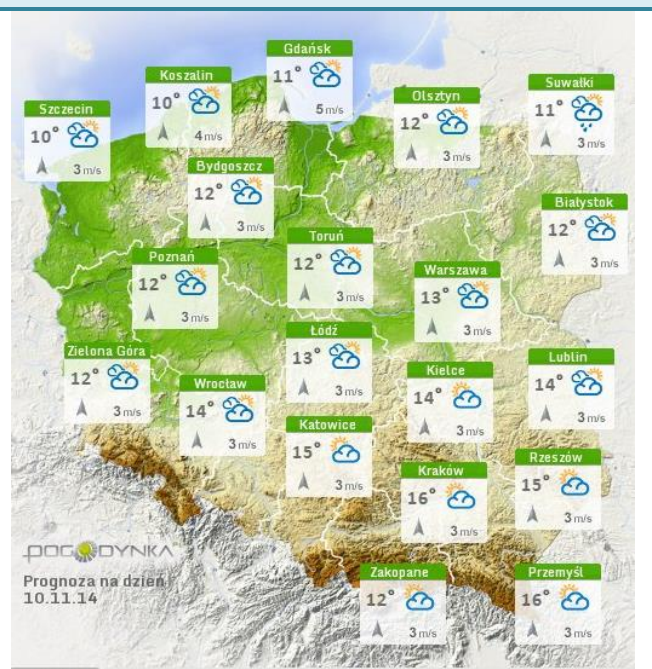 Gdańsk
11°
5 m/s
Koszalin
10°
4 m/s
Suwałki
11°
3 m/s
Olsztyn
12°
3 m/s
Szczecin
10°
3 m/s
Bydgoszcz
12°
3 m/s
Białystok
12°
3 m/s
Toruń
12°
3 m/s
Poznań
12°
3 m/s
Warszawa
13°
3 m/s
Łódź
13°
3 m/s
Zielona Góra
12°
3 m/s
Lublin
14°
3 m/s
Kielce
14°
3 m/s
Wrocław
14°
3 m/s
Katowice
15°
3 m/s
Rzeszów
15°
3 m/s
Kraków
16°
3 m/s
POGODYNKA
Prognoza na dzień
10.11.14
Zakopane
12°
3 m/s
Przemyśl
16°
3 m/s